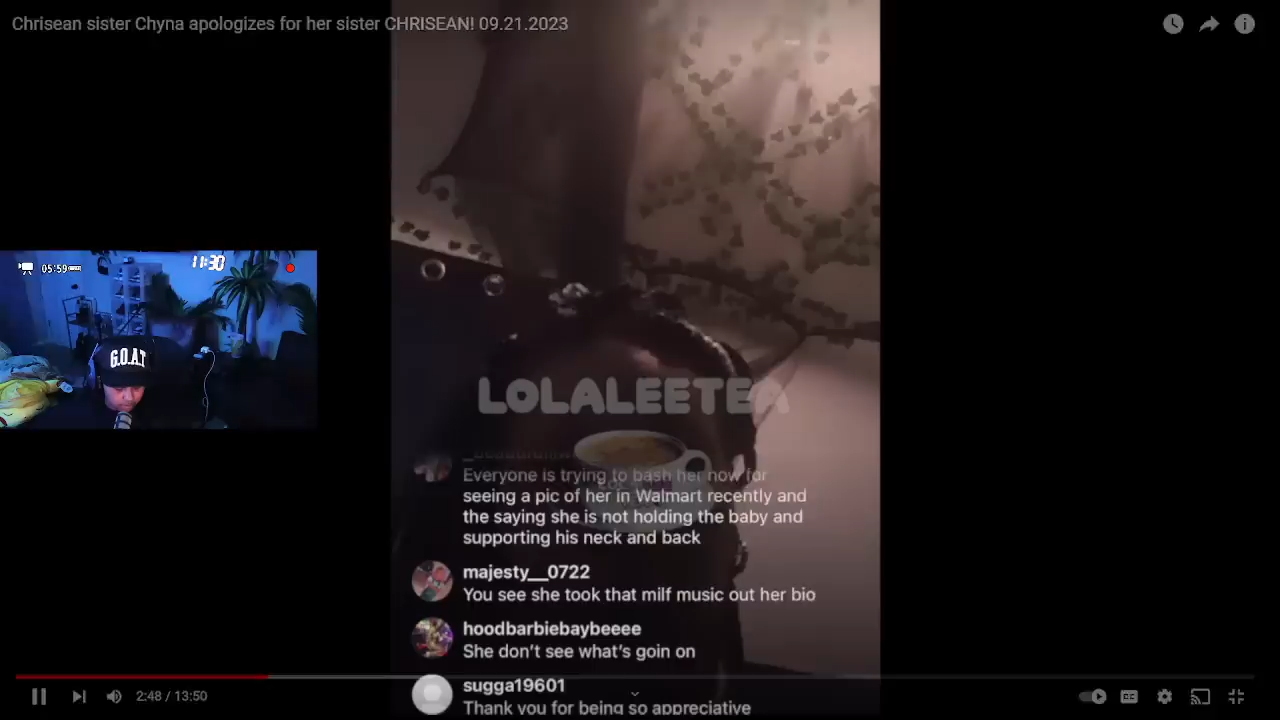 Chrisean sister Chyna apologizes for her sister CHRISEAN! 09.21.2023
05:59
11:30
G.O.A.T
LOLALEETEA
Everyone is trying to bash her now for
seeing a pic of her in Walmart recently and
the saying she is not holding the baby and
supporting his neck and back
majesty__0722
You see she took that milf music out her bio
hoodbarbiebaybeeee
She don't see what's goin on
sugga19601
Thank you for being so appreciative
2:48 / 13:50
CC